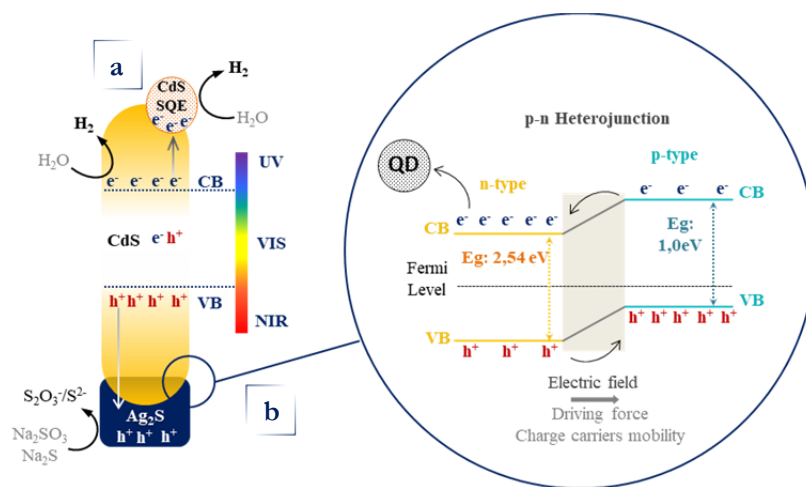 a
H₂
CdS
SQE
e⁻ e⁻ e⁻
H₂O
H₂
H₂O
e⁻ e⁻ e⁻ e⁻
CB
CdS e⁻ h⁺
h⁺ h⁺ h⁺ h⁺
VB
UV
VIS
NIR
S₂O₃⁻/S²⁻
Na₂SO₃
Na₂S
Ag₂S
h⁺ h⁺ h⁺
b
p-n Heterojunction
QD
n-type
p-type
e⁻ e⁻ e⁻ e⁻ e⁻
CB
e⁻ e⁻ e⁻
CB
Eg: 2,54 eV
Eg:
1,0eV
Fermi
Level
VB
h⁺ h⁺ h⁺
VB
h⁺ h⁺ h⁺ h⁺ h⁺
Electric field
Driving force
Charge carriers mobility